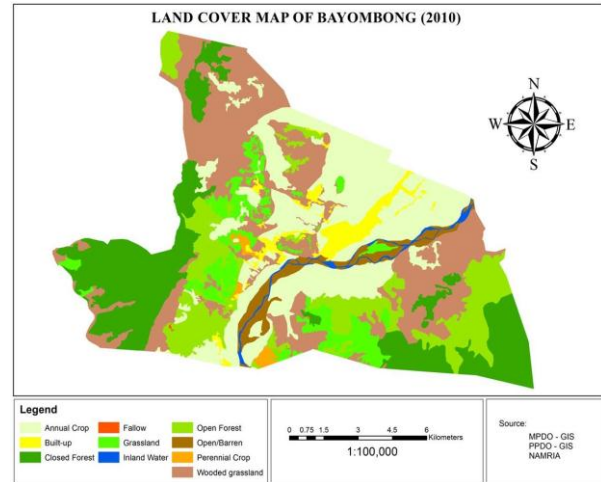 LAND COVER MAP OF BAYOMBONG (2010)
N
W E
S
Legend
Annual Crop Fallow Open Forest
Built-up Grassland Open/Barren
Closed Forest Inland Water Perennial Crop
Wooded grassland
0 0.75 1.5 3 4.5 6
Kilometers
1:100,000
Source:
MPDO - GIS
PPDO - GIS
NAMRIA